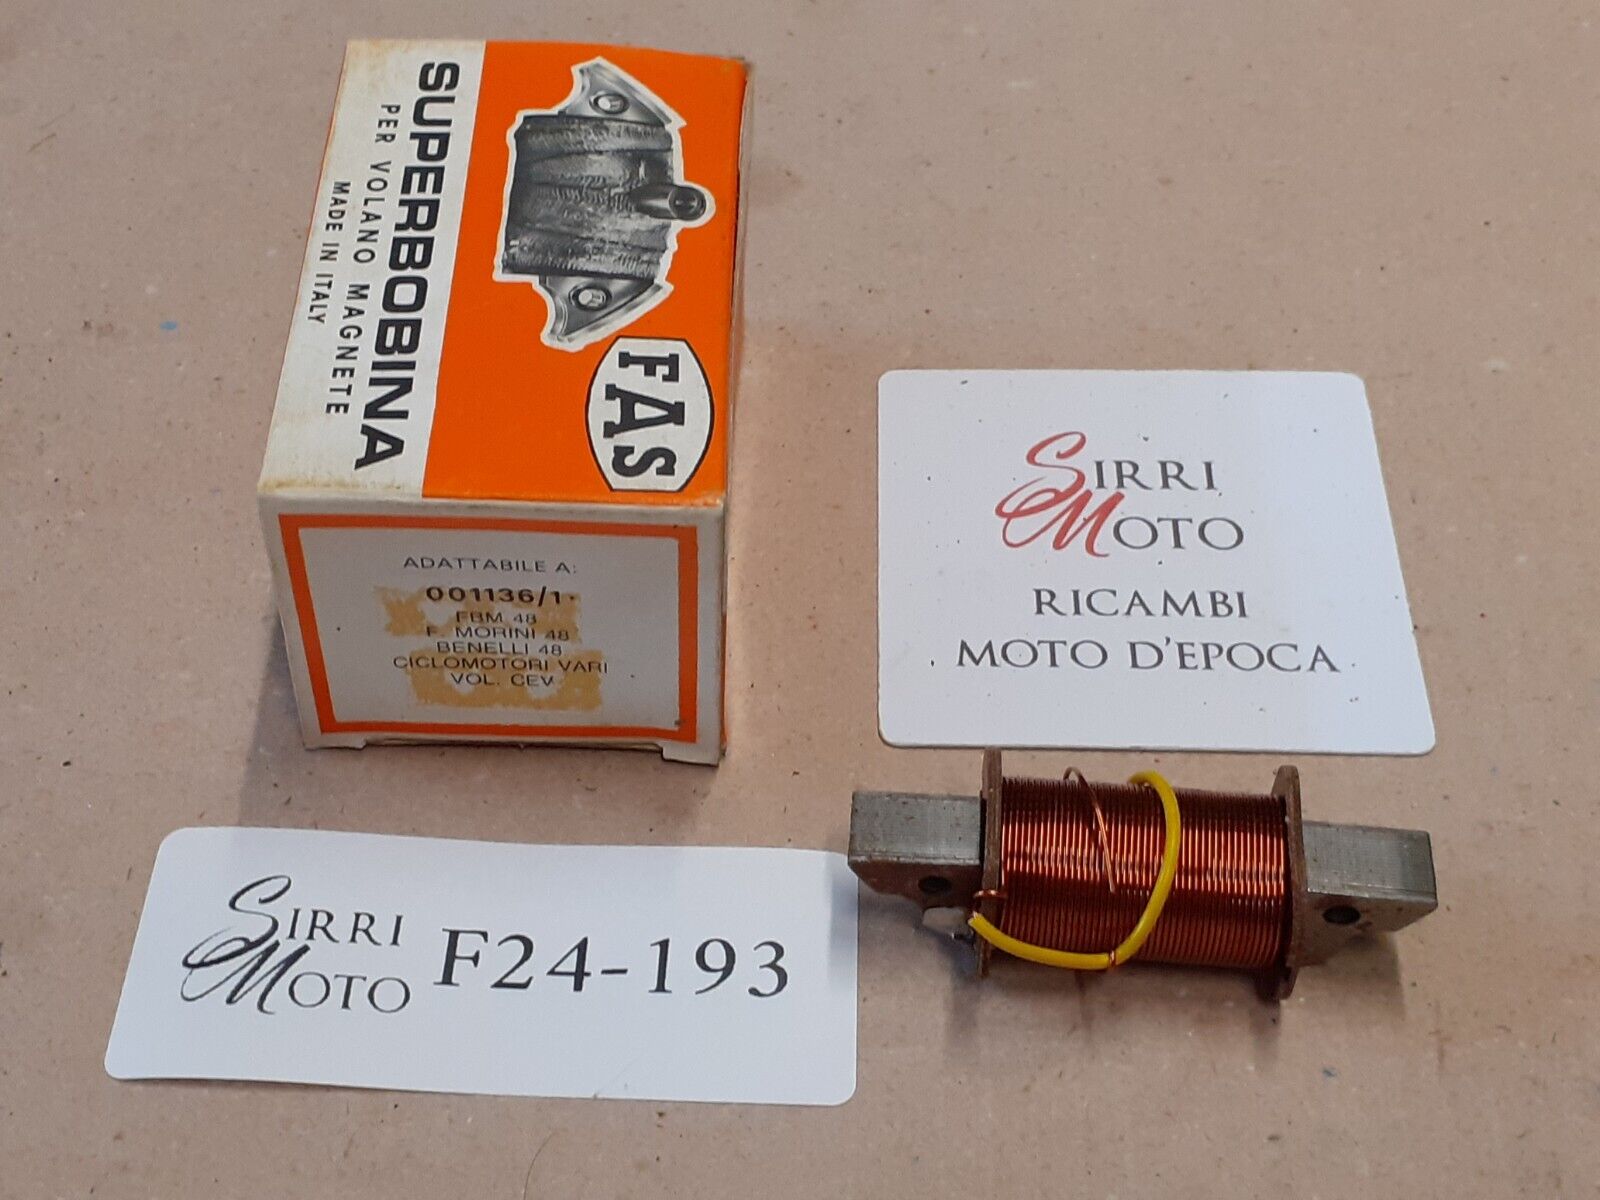 SUPERBOBINA
PER VOLANO MAGNETE
MADE IN ITALY
FAS
ADATTABILE A:
001136/1·
FBM 48
F. MORINI 48
BENELLI 48
CICLOMOTORI VARI
VOL. CEV
SIRRI
MOTO
RICAMBI
MOTO D'EPOCA
SIRRI
MOTO
F24-193